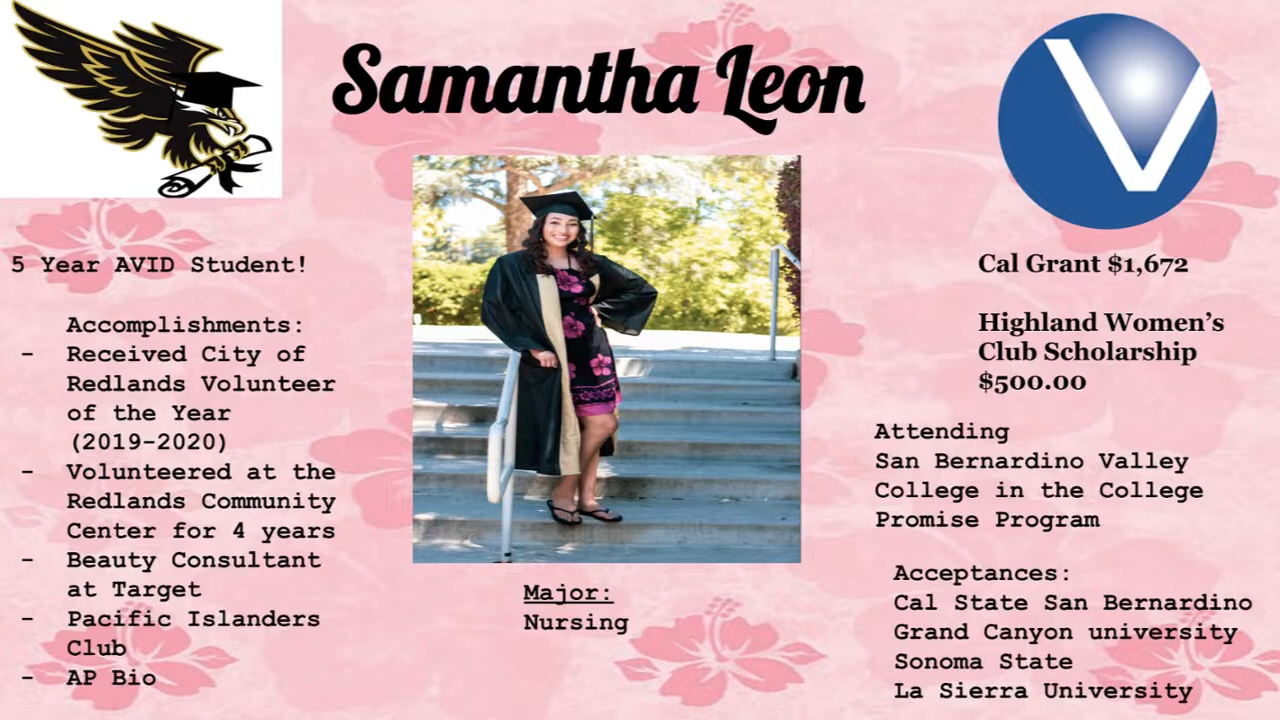 Samantha Leon
V
5 Year AVID Student!
Accomplishments:
- Received City of
Redlands Volunteer
of the Year
(2019-2020)
- Volunteered at the
Redlands Community
Center for 4 years
- Beauty Consultant
at Target
- Pacific Islanders
Club
- AP Bio
Major:
Nursing
Cal Grant $1,672
Highland Women’s
Club Scholarship
$500.00
Attending
San Bernardino Valley
College in the College
Promise Program
Acceptances:
Cal State San Bernardino
Grand Canyon university
Sonoma State
La Sierra University